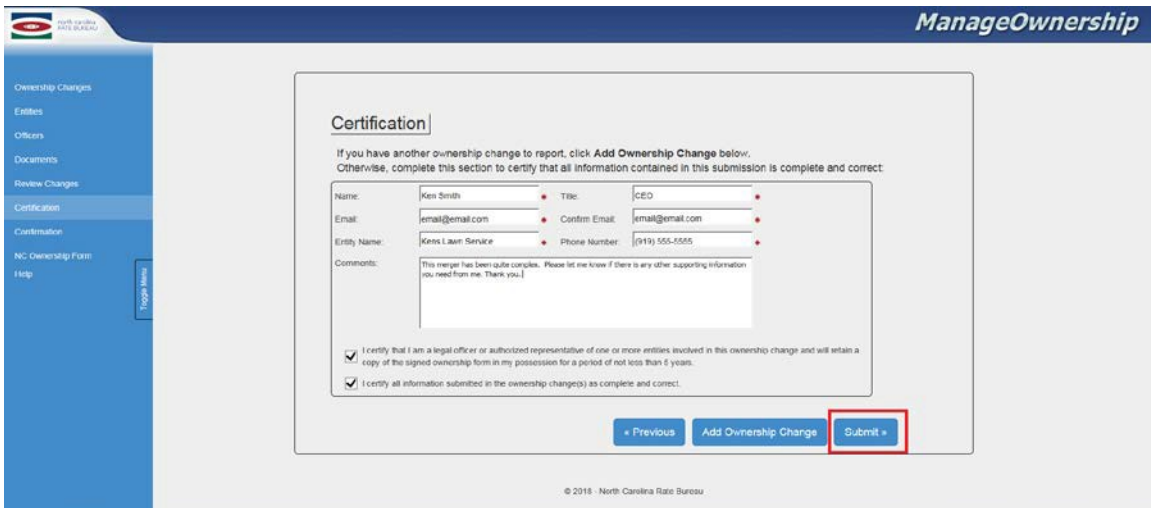 north carolina
RATE BUREAU
ManageOwnership
Ownership Changes
Entities
Officers
Documents
Review Changes
Certification
Confirmation
NC Ownership Form
Help
Toggle Menu
Certification
If you have another ownership change to report, click Add Ownership Change below.
Otherwise, complete this section to certify that all information contained in this submission is complete and correct:
Name: Ken Smith * Title: CEO *
Email: email@email.com * Confirm Email: email@email.com *
Entity Name: Kens Lawn Service * Phone Number: (919) 555-5555 *
Comments: This merger has been quite complex. Please let me know if there is any other supporting information
you need from me. Thank you.
I certify that I am a legal officer or authorized representative of one or more entities involved in this ownership change and will retain a
copy of the signed ownership form in my possession for a period of not less than 5 years.
I certify all information submitted in the ownership change(s) as complete and correct.
« Previous Add Ownership Change Submit »
© 2018 - North Carolina Rate Bureau